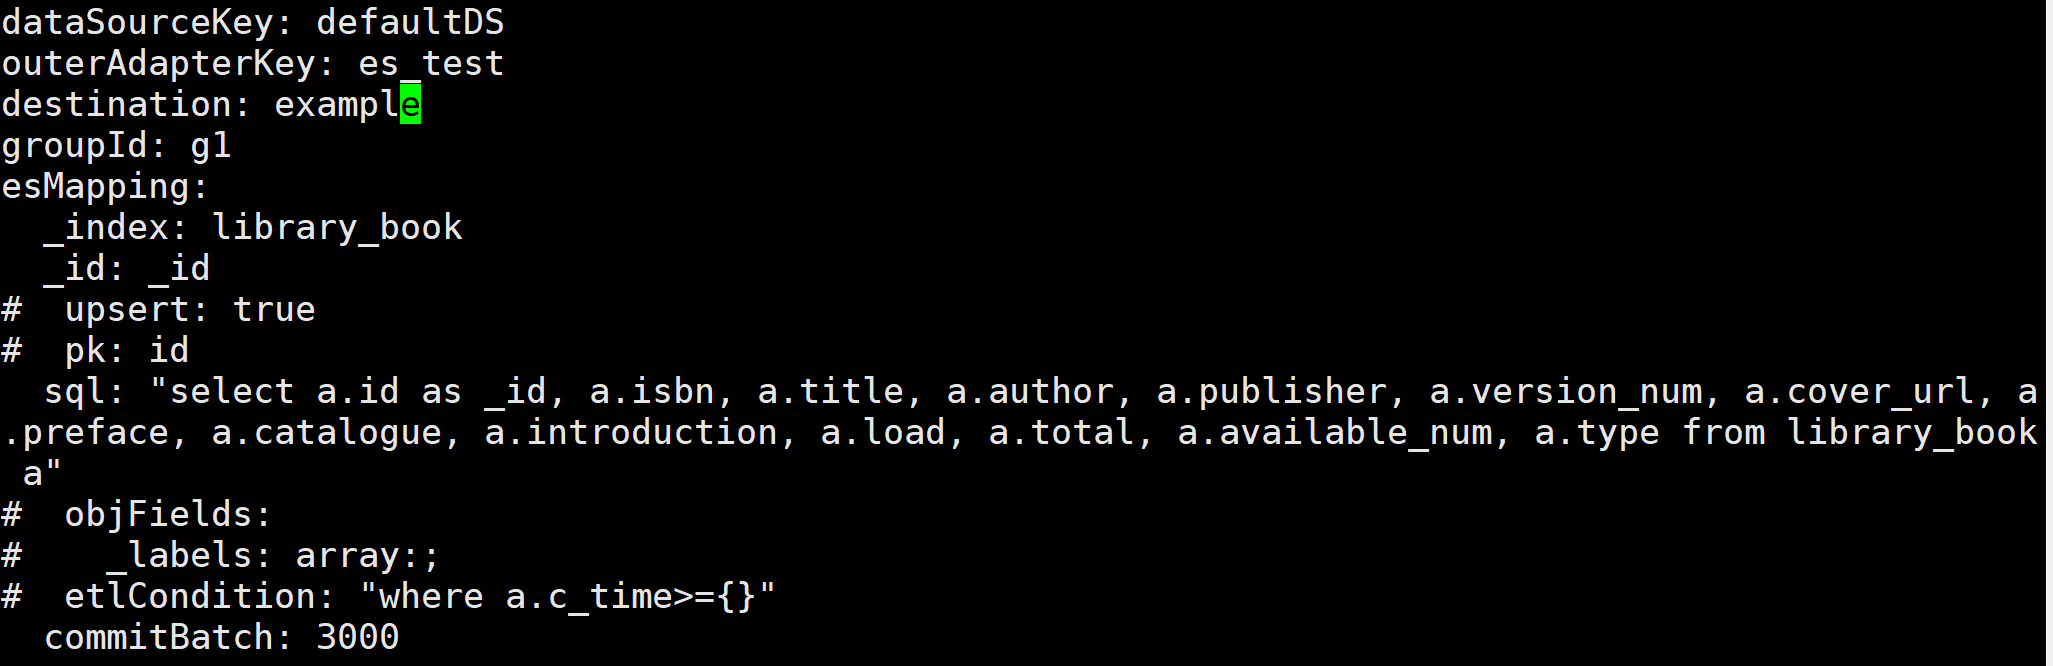 dataSourceKey: defaultDS
outerAdapterKey: es_test
destination: example
groupId: g1
esMapping:
  _index: library_book
  _id: _id
#  upsert: true
#  pk: id
  sql: "select a.id as _id, a.isbn, a.title, a.author, a.publisher, a.version_num, a.cover_url, a
.preface, a.catalogue, a.introduction, a.load, a.total, a.available_num, a.type from library_book
 a"
#  objFields:
#    _labels: array:;
#  etlCondition: "where a.c_time>={}"
  commitBatch: 3000